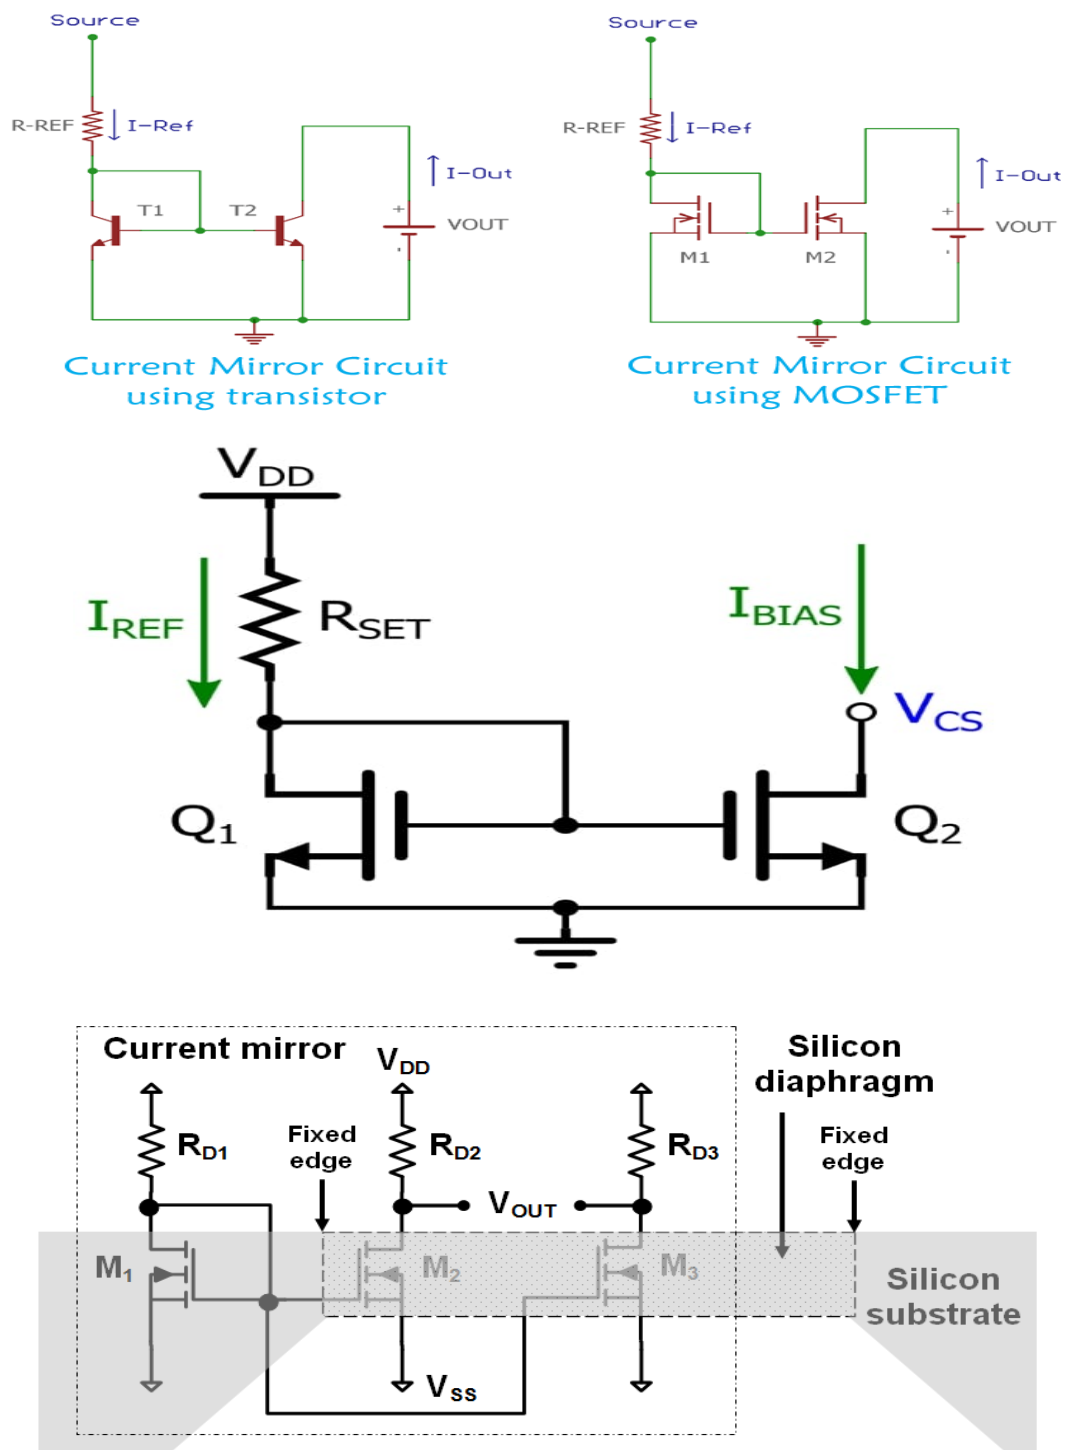 Source
R-REF
I-Ref
T1
T2
I-Out
+
VOUT
-
Current Mirror Circuit
using transistor
Source
R-REF
I-Ref
M1
M2
I-Out
+
VOUT
-
Current Mirror Circuit
using MOSFET
VDD
IREF
RSET
IBIAS
VCS
Q1
Q2
Current mirror
VDD
Silicon
diaphragm
RD1
Fixed
edge
RD2
RD3
Fixed
edge
VOUT
M1
M2
M3
Silicon
substrate
VSS